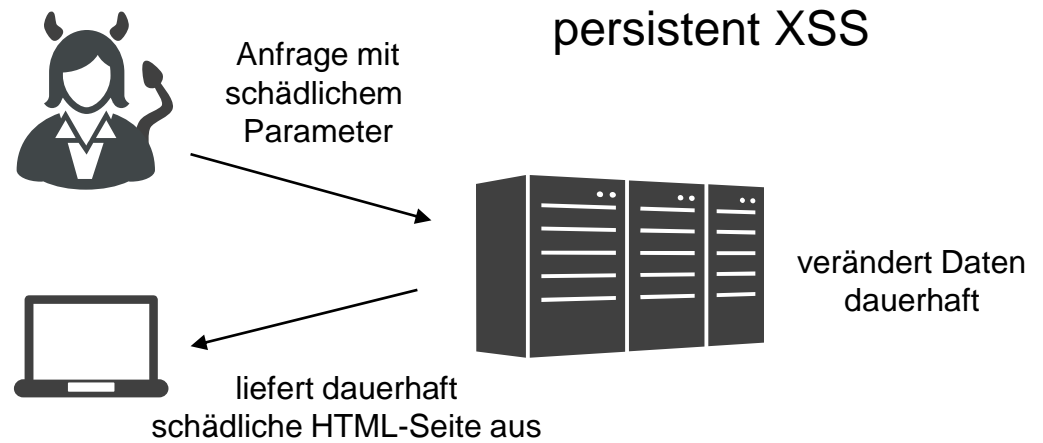 persistent XSS
Anfrage mit
schädlichem
Parameter
verändert Daten
dauerhaft
liefert dauerhaft
schädliche HTML-Seite aus